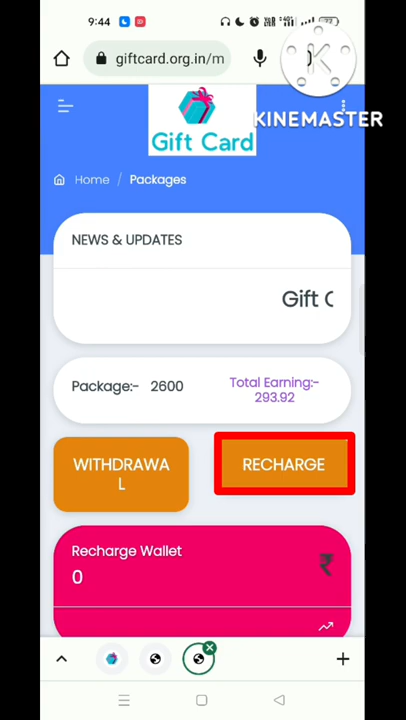 9:44
giftcard.org.in/m
KINEMASTER
Gift Card
Home / Packages
NEWS & UPDATES
Gift C
Package:- 2600
Total Earning:-
293.92
WITHDRAWA
L
RECHARGE
Recharge Wallet
₹
0